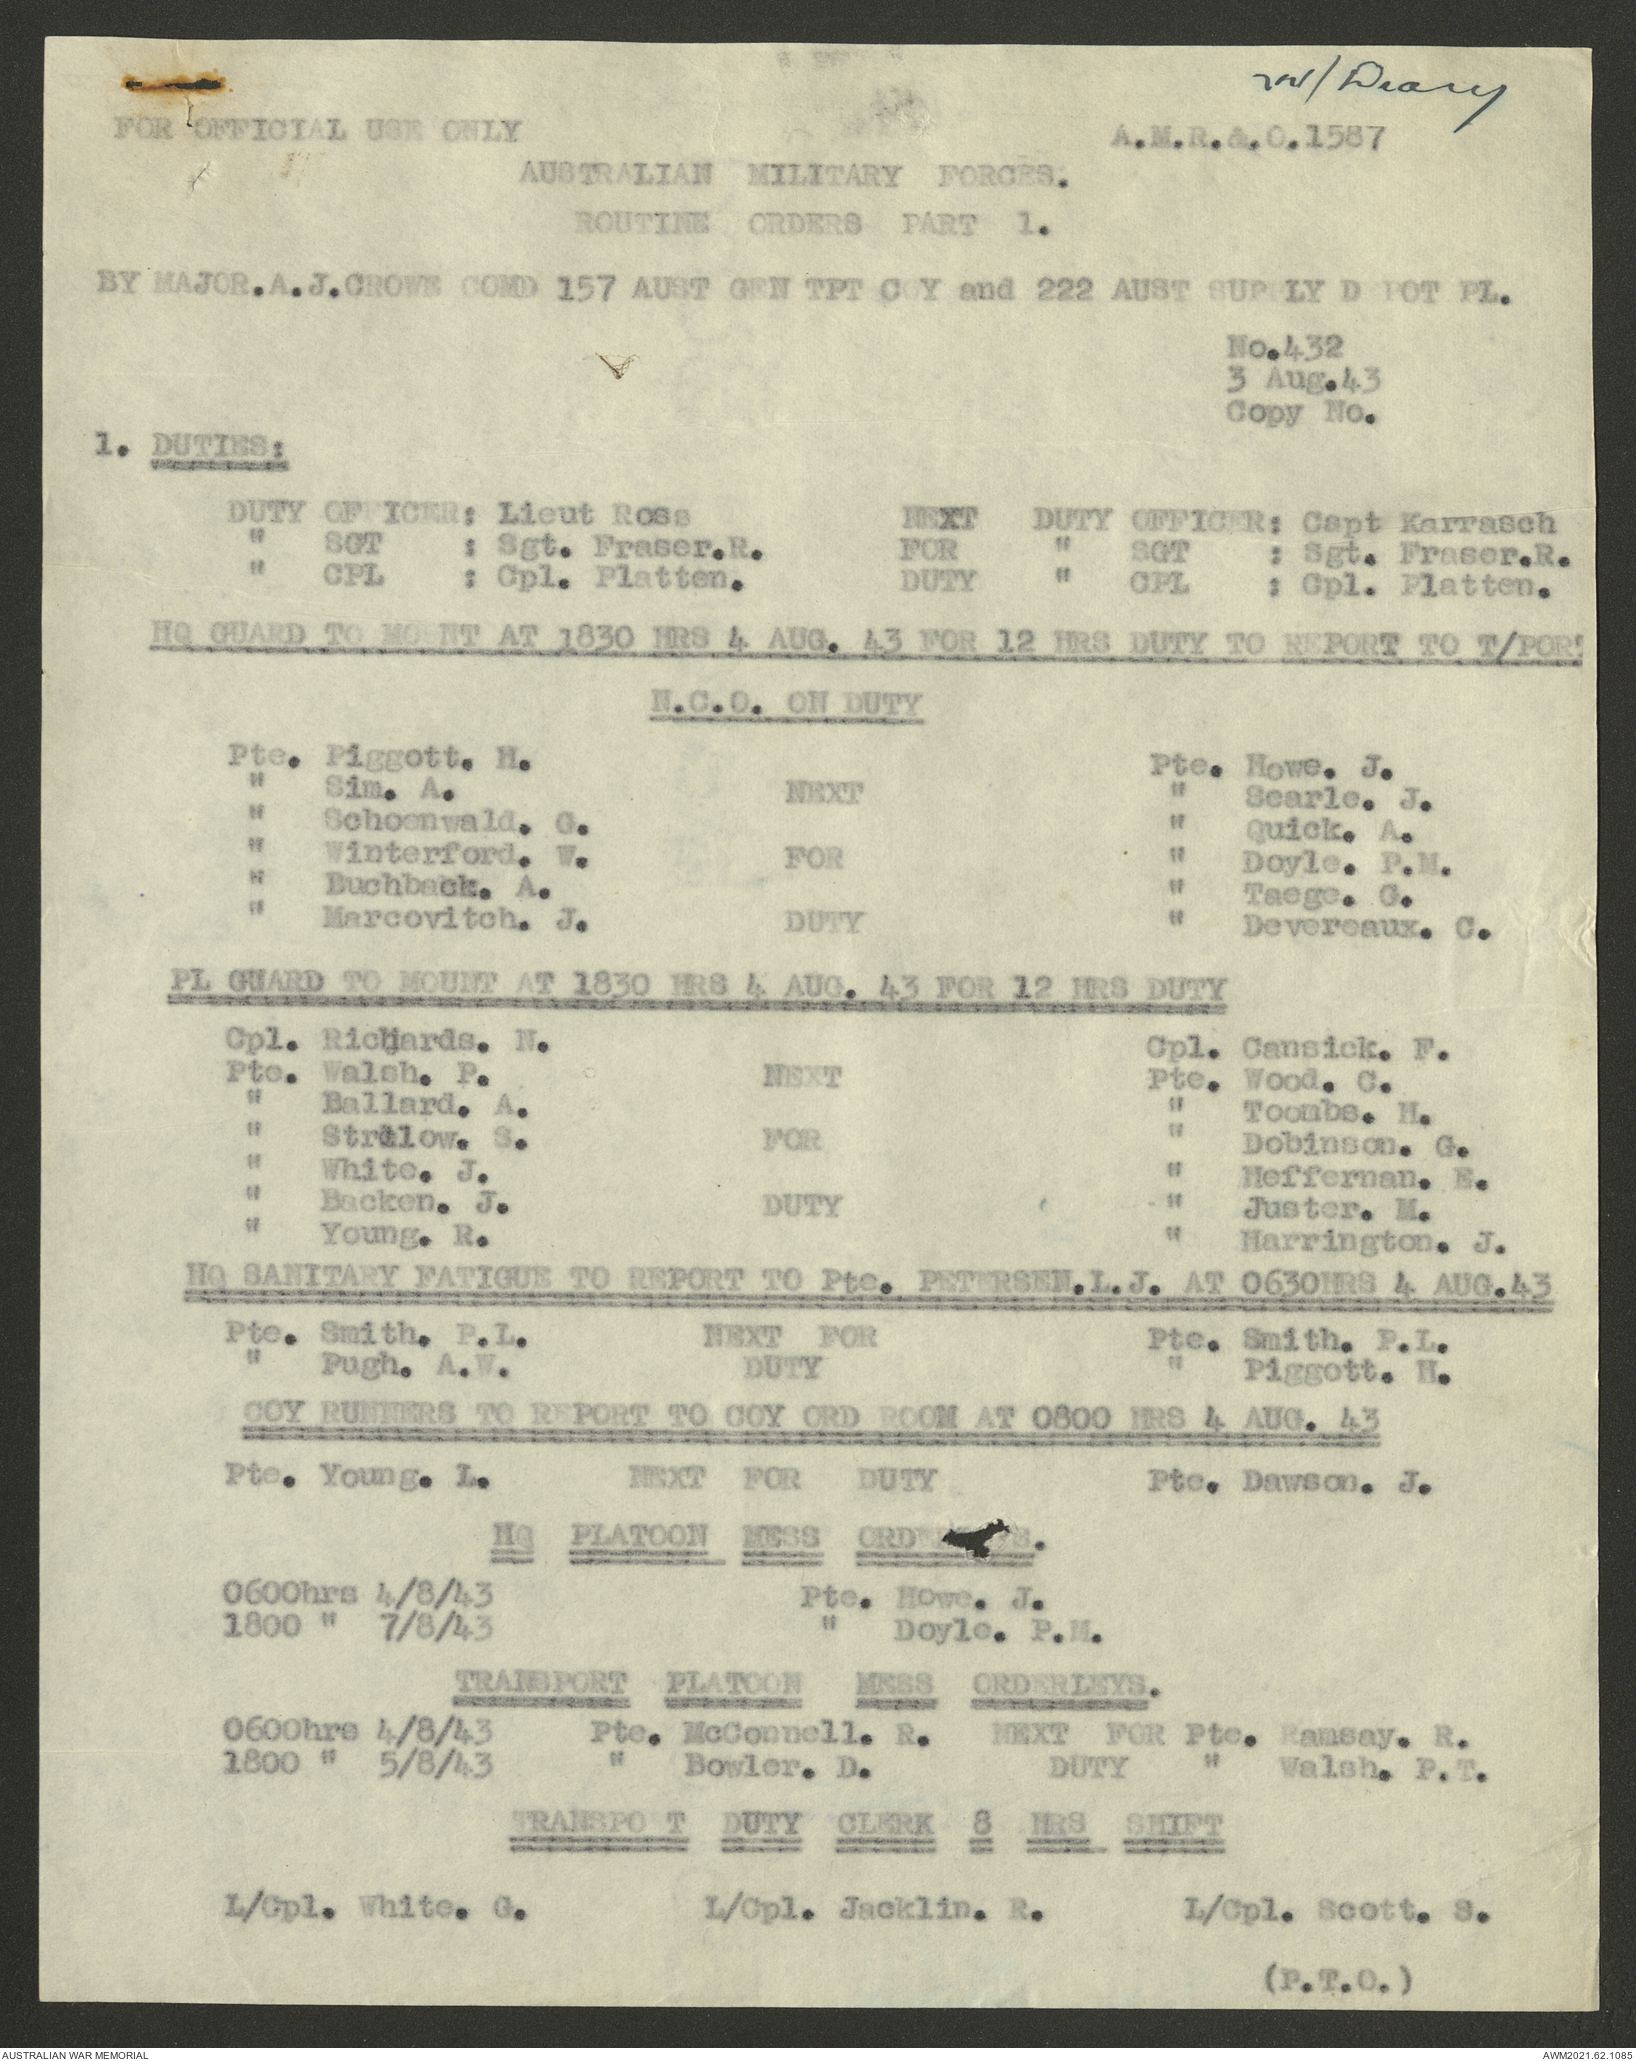 W/Diary
FOR OFFICIAL USE ONLY A.M.R.&.O.1587
AUSTRALIAN MILITARY FORCES.
ROUTINE ORDERS PART 1.
BY MAJOR.A.J.CROWE COMD 157 AUST GEN TPT COY and 222 AUST SUPPLY DEPOT PL.
No.432
3 Aug.43
Copy No.
1. DUTIES:
DUTY OFFICER: Lieut Ross NEXT DUTY OFFICER: Capt Karrasch
" SGT : Sgt. Fraser.R. FOR " SGT : Sgt. Fraser.R.
" CPL : Cpl. Platten. DUTY " CPL : Cpl. Platten.
HQ GUARD TO MOUNT AT 1830 HRS 4 AUG. 43 FOR 12 HRS DUTY TO REPORT TO T/PORT
N.C.O. ON DUTY
Pte. Piggott. H. Pte. Howe. J.
" Sim. A. NEXT " Searle. J.
" Schoenwald. G. " Quick. A.
" Winterford. W. FOR " Doyle. P.M.
" Buchback. A. " Taege. G.
" Marcovitch. J. DUTY " Devereaux. C.
PL GUARD TO MOUNT AT 1830 HRS 4 AUG. 43 FOR 12 HRS DUTY
Cpl. Richards. N. Cpl. Cansick. F.
Pte. Walsh. P. NEXT Pte. Wood. C.
" Ballard. A. " Toombs. H.
" Strelow. S. FOR " Dobinson. G.
" White. J. " Heffernan. E.
" Backen. J. DUTY " Juster. M.
" Young. R. " Harrington. J.
HQ SANITARY FATIGUE TO REPORT TO Pte. PETERSEN.L.J. AT 0630HRS 4 AUG.43
Pte. Smith. P.L. NEXT FOR Pte. Smith. P.L.
" Pugh. A.W. DUTY " Piggott. H.
COY RUNNERS TO REPORT TO COY ORD ROOM AT 0800 HRS 4 AUG. 43
Pte. Young. L. NEXT FOR DUTY Pte. Dawson. J.
HQ PLATOON MESS ORDERLEYS.
0600hrs 4/8/43 Pte. Howe. J.
1800 " 7/8/43 " Doyle. P.M.
TRANSPORT PLATOON MESS ORDERLEYS.
0600hrs 4/8/43 Pte. McConnell. R. NEXT FOR Pte. Ramsay. R.
1800 " 5/8/43 " Bowler. D. DUTY " Walsh. P.T.
TRANSPORT DUTY CLERK 8 HRS SHIFT
L/Cpl. White. G. L/Cpl. Jacklin. R. L/Cpl. Scott. S.
(P.T.O.)
AUSTRALIAN WAR MEMORIAL AWM2021.62.1085